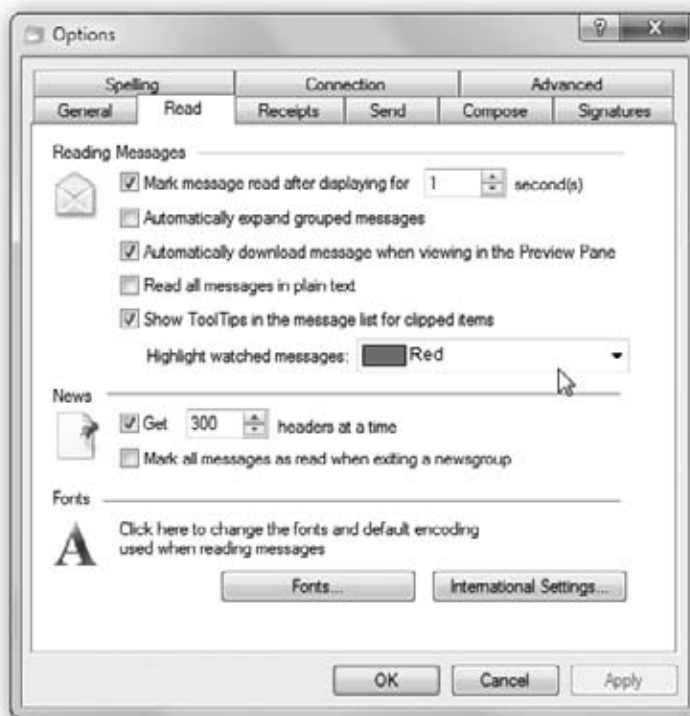 Options
Spelling Connection Advanced
General Read Receipts Send Compose Signatures
Reading Messages
Mark message read after displaying for 1 second(s)
Automatically expand grouped messages
Automatically download message when viewing in the Preview Pane
Read all messages in plain text
Show ToolTips in the message list for clipped items
Highlight watched messages: Red
News
Get 300 headers at a time
Mark all messages as read when exiting a newsgroup
Fonts
Click here to change the fonts and default encoding
used when reading messages
Fonts... International Settings...
OK Cancel Apply